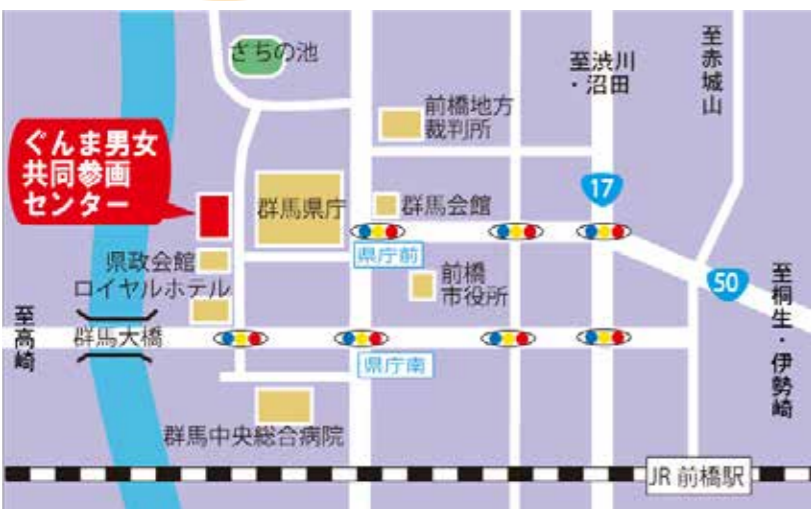 さちの池
至渋川
・沼田
至赤城山
前橋地方
裁判所
ぐんま男女
共同参画
センター
17
群馬県庁
群馬会館
県庁前
県政会館
前橋
市役所
50
至桐生・伊勢崎
ロイヤルホテル
至高崎
群馬大橋
県庁南
群馬中央総合病院
JR 前橋駅